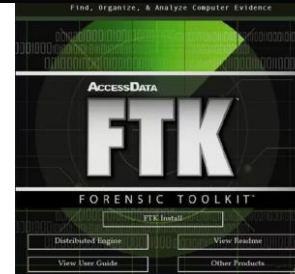 Find, Organize, & Analyze Computer Evidence
ACCESSDATA
FTK
FORENSIC TOOLKIT
FTK Install
Distributed Engine View Readme
View User Guide Other Products